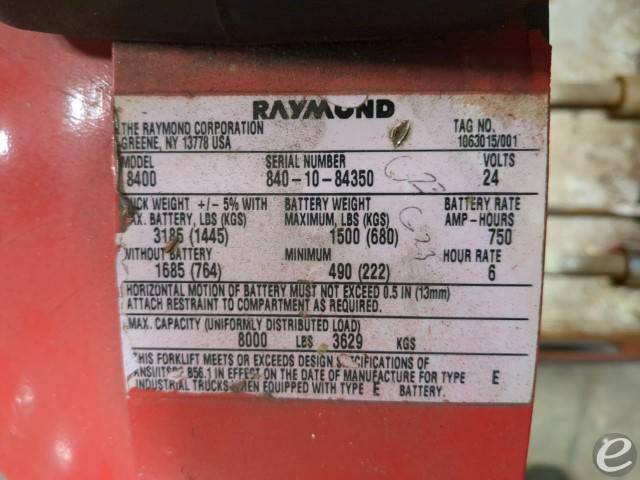 RAYMOND
THE RAYMOND CORPORATION
GREENE, NY 13778 USA
TAG NO.
1063015/001
MODEL SERIAL NUMBER VOLTS
8400 840-10-84350 24
WEIGHT +/- 5% WITH BATTERY WEIGHT BATTERY RATE
BATTERY, LBS (KGS) MAXIMUM, LBS (KGS) AMP-HOURS
3185 (1445) 1500 (680) 750
WITHOUT BATTERY MINIMUM HOUR RATE
1685 (764) 490 (222) 6
HORIZONTAL MOTION OF BATTERY MUST NOT EXCEED 0.5 IN (13mm)
ATTACH RESTRAINT TO COMPARTMENT AS REQUIRED.
MAX. CAPACITY (UNIFORMLY DISTRIBUTED LOAD)
8000 LBS 3629 KGS
THIS FORKLIFT MEETS OR EXCEEDS DESIGN SPECIFICATIONS OF
B56.1 IN EFFECT ON THE DATE OF MANUFACTURE FOR TYPE E
INDUSTRIAL TRUCKS WHEN EQUIPPED WITH TYPE E BATTERY.
e